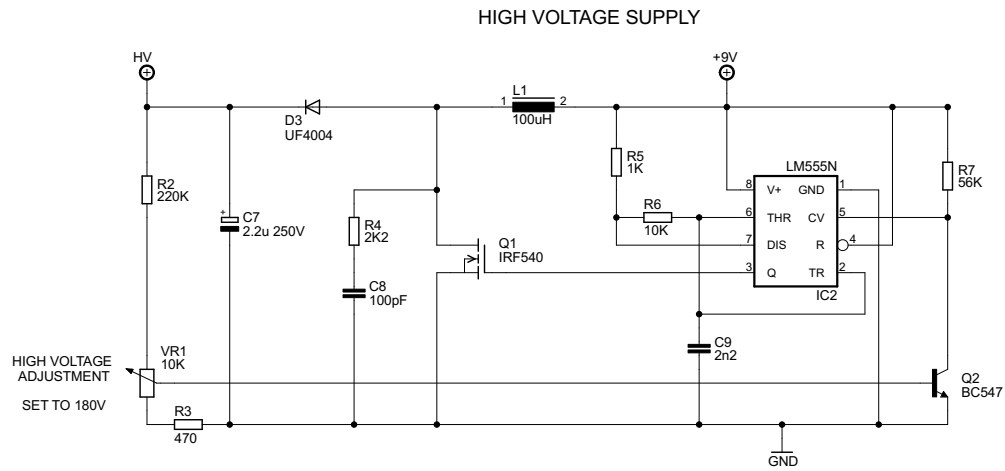 HIGH VOLTAGE SUPPLY
HV
+9V
L1
1
2
100uH
D3
UF4004
R2
220K
+
C7
2.2u 250V
R4
2K2
C8
100pF
Q1
IRF540
R5
1K
R6
10K
LM555N
8
V+
GND
1
6
THR
CV
5
7
DIS
R
4
3
Q
TR
2
IC2
R7
56K
C9
2n2
Q2
BC547
HIGH VOLTAGE
ADJUSTMENT
SET TO 180V
VR1
10K
R3
470
GND